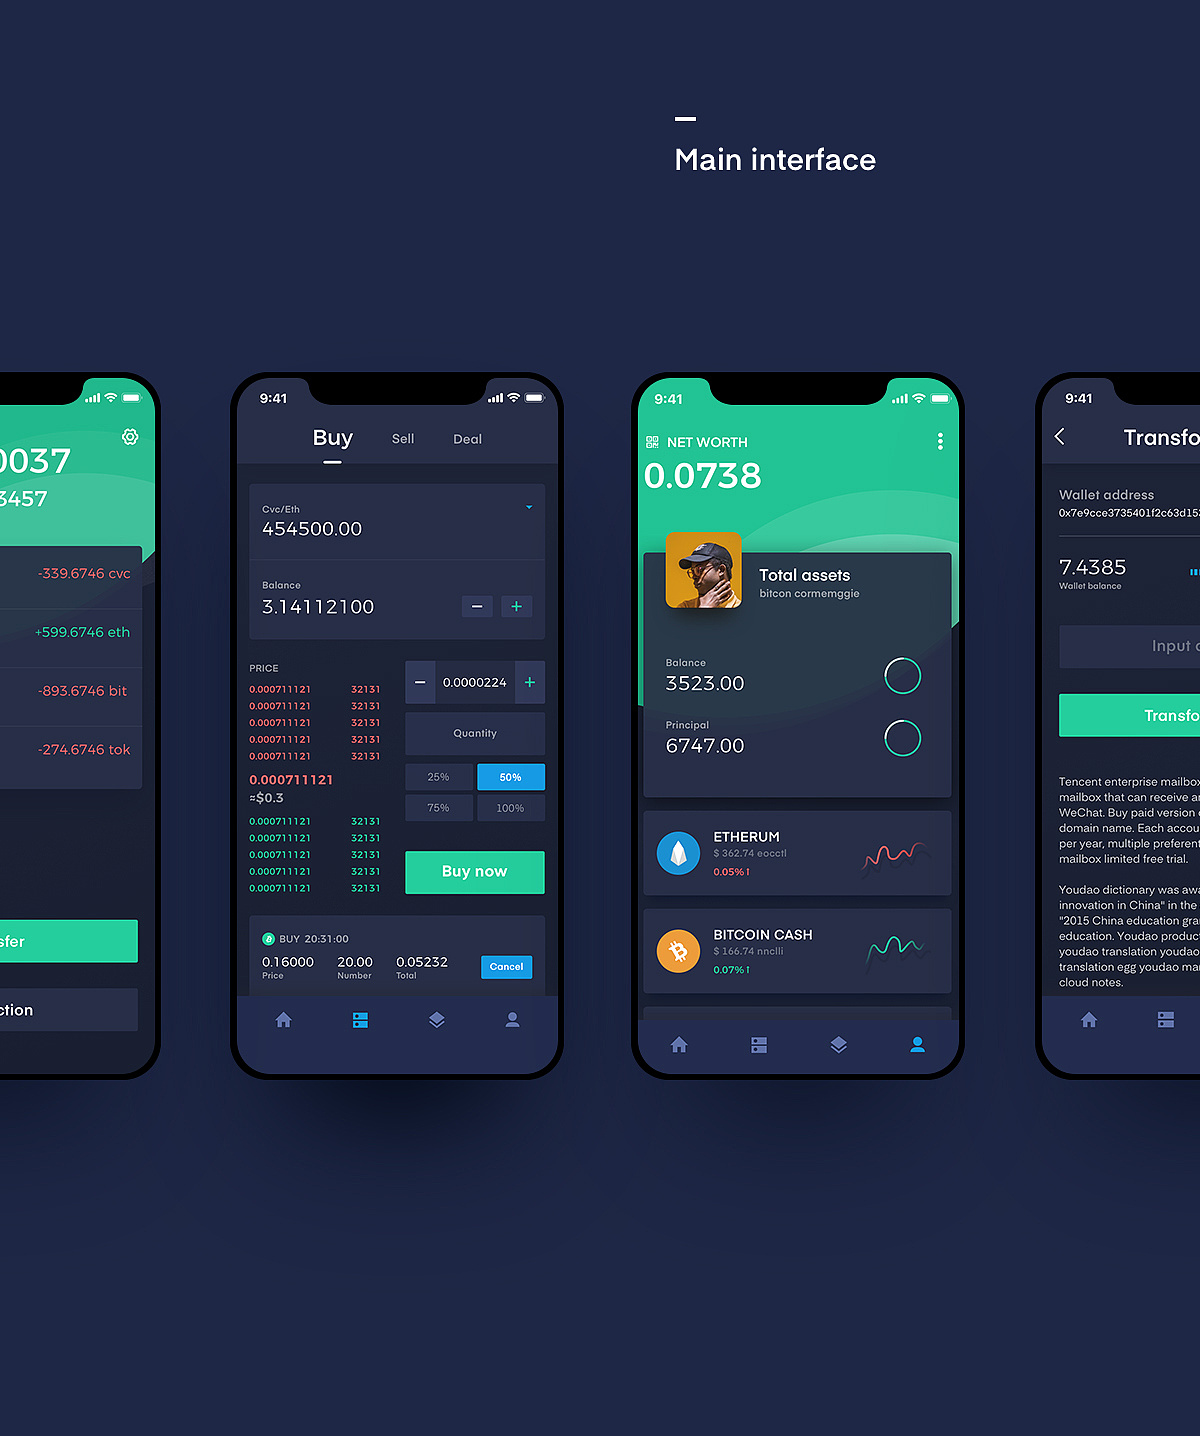 Main interface
0037
3457
-339.6746 cvc
+599.6746 eth
-893.6746 bit
-274.6746 tok
sfer
ction
9:41
Buy Sell Deal
Cvc/Eth
454500.00
Balance
3.14112100
− +
PRICE
0.000711121 32131
0.000711121 32131
0.000711121 32131
0.000711121 32131
0.000711121 32131
0.000711121
≈$0.3
0.000711121 32131
0.000711121 32131
0.000711121 32131
0.000711121 32131
0.000711121 32131
− 0.0000224 +
Quantity
25% 50%
75% 100%
Buy now
BUY 20:31:00
0.16000 20.00 0.05232
Price Number Total
Cancel
9:41
NET WORTH
0.0738
Total assets
bitcon cormemggie
Balance
3523.00
Principal
6747.00
ETHERUM
$ 362.74 eocctl
0.05%↑
BITCOIN CASH
$ 166.74 nnclli
0.07%↑
9:41
Transfo
Wallet address
0x7e9cce3735401f2c63d153
7.4385
Wallet balance
Input
Transfo
Tencent enterprise mailbox
mailbox that can receive
WeChat. Buy paid version
domain name. Each accou
per year, multiple preferent
mailbox limited free trial.
Youdao dictionary was awa
innovation in China" in the
"2015 China education gra
education. Youdao product
youdao translation youdao
translation egg youdao ma
cloud notes.